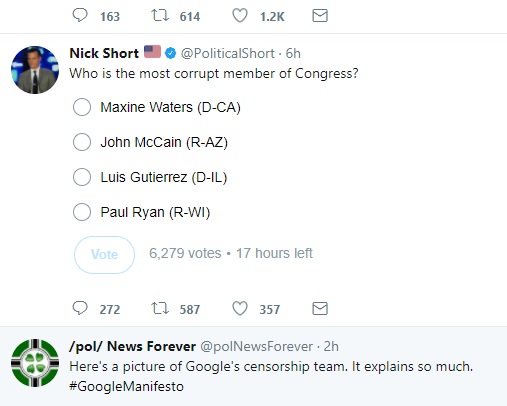 163 614 1.2K
Nick Short @PoliticalShort · 6h
Who is the most corrupt member of Congress?
Maxine Waters (D-CA)
John McCain (R-AZ)
Luis Gutierrez (D-IL)
Paul Ryan (R-WI)
Vote 6,279 votes • 17 hours left
272 587 357
/pol/ News Forever @polNewsForever · 2h
Here's a picture of Google's censorship team. It explains so much.
#GoogleManifesto